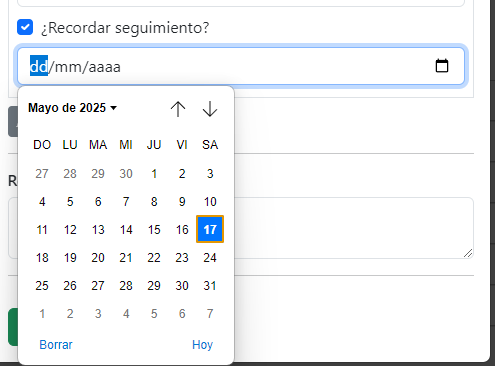 ¿Recordar seguimiento?
dd/mm/aaaa
Mayo de 2025
DO LU MA MI JU VI SA
27 28 29 30 1 2 3
4 5 6 7 8 9 10
11 12 13 14 15 16 17
18 19 20 21 22 23 24
25 26 27 28 29 30 31
1 2 3 4 5 6 7
Borrar Hoy